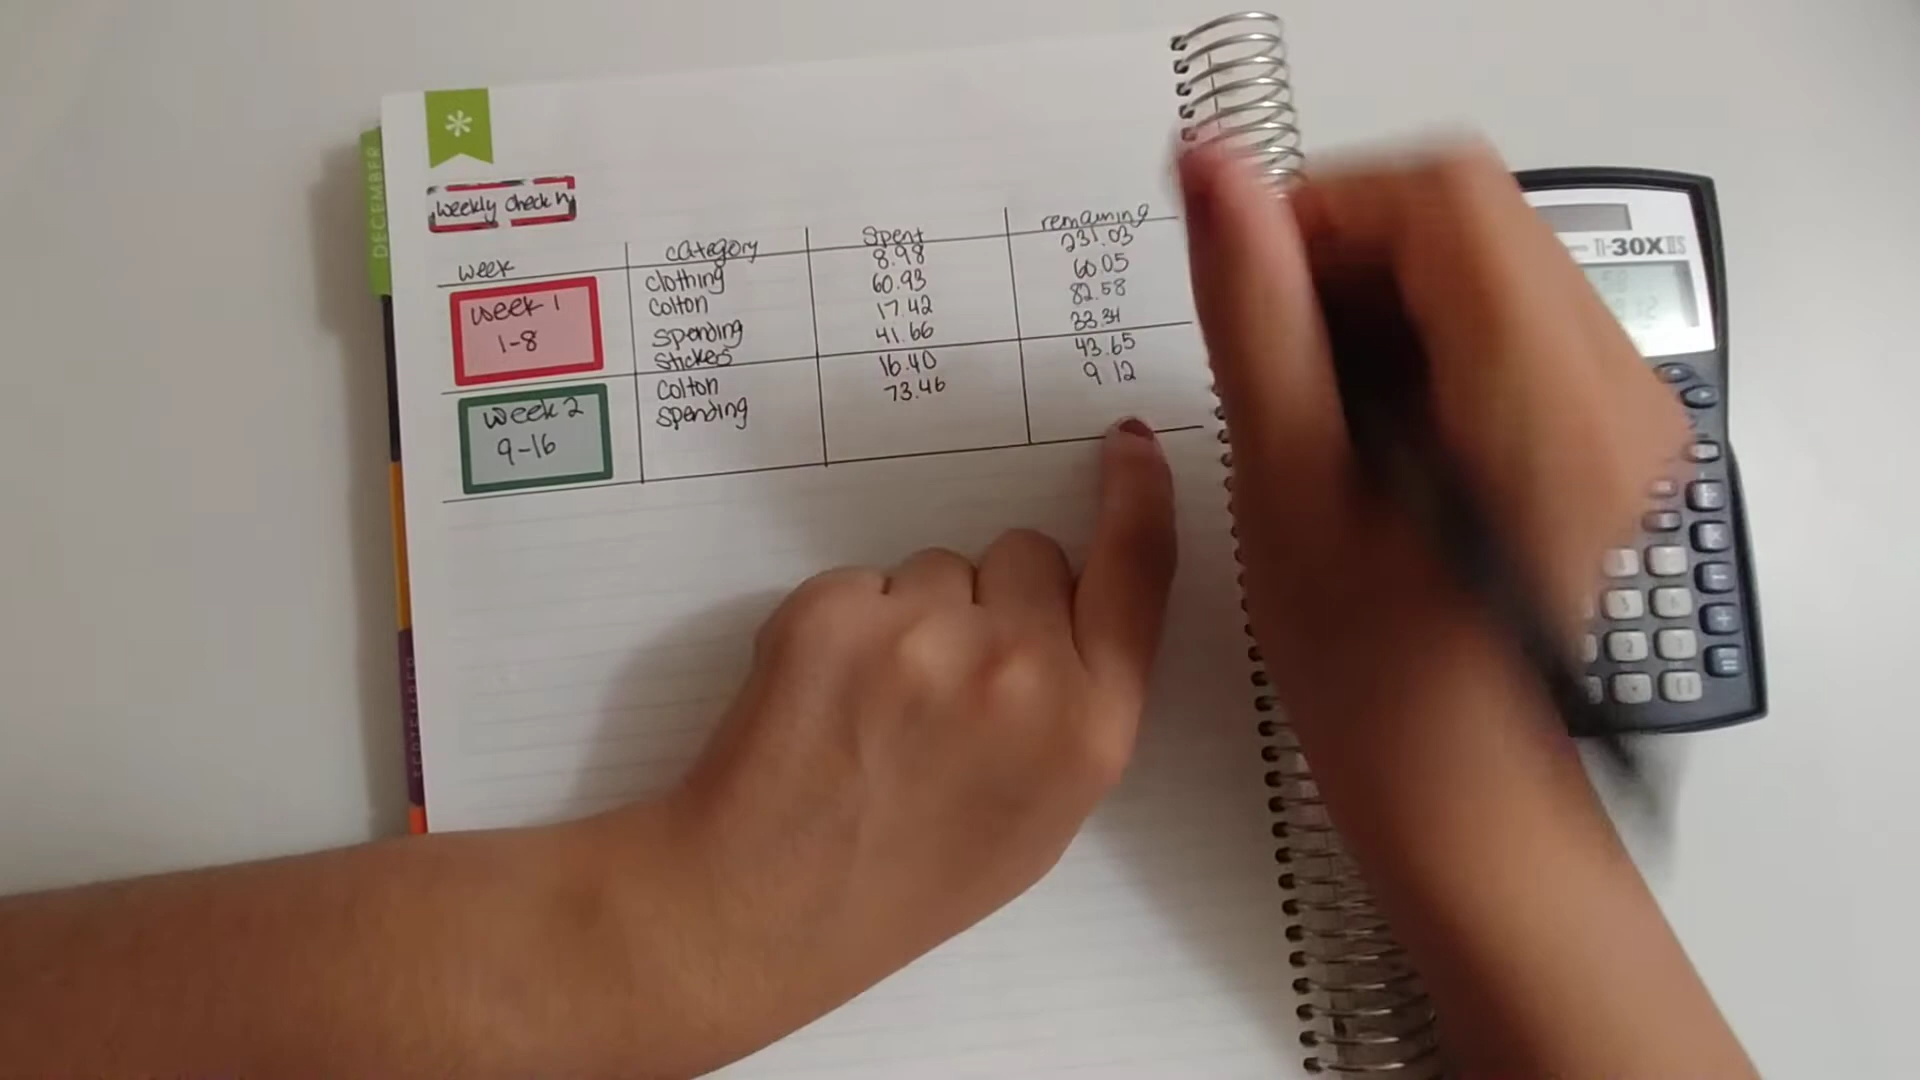 *
DECEMBER
weekly check in
week category spent remaining
week 1 1-8
clothing 8.98 231.03
colton 60.93 60.05
spending 17.42 82.58
stickers 41.66 33.34
week 2 9-16
colton 16.40 43.65
spending 73.46 9 12
TI-30XIIS